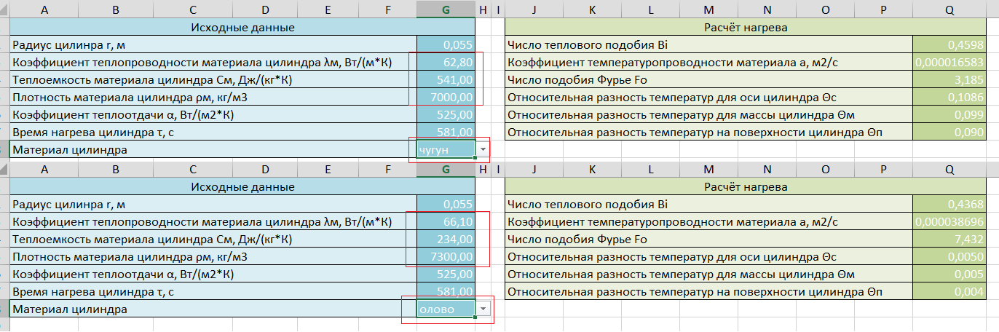 A B C D E F G H I J K L M N O P Q
Исходные данные Расчёт нагрева
Радиус цилинра r, м 0,055 Число теплового подобия Bi 0,4598
Коэффициент теплопроводности материала цилиндра λм, Вт/(м*К) 62,80 Коэффициент температуропроводности материала а, м2/с 0,000016583
Теплоемкость материала цилиндра См, Дж/(кг*К) 541,00 Число подобия Фурье Fo 3,185
Плотность материала цилиндра ρм, кг/м3 7000,00 Относительная разность температур для оси цилиндра Θс 0,1086
Коэффициент теплоотдачи α, Вт/(м2*К) 525,00 Относительная разность температур для массы цилиндра Θм 0,099
Время нагрева цилиндра τ, с 581,00 Относительная разность температур на поверхности цилиндра Θп 0,090
Материал цилиндра чугун
A B C D E F G H I J K L M N O P Q
Исходные данные Расчёт нагрева
Радиус цилинра r, м 0,055 Число теплового подобия Bi 0,4368
Коэффициент теплопроводности материала цилиндра λм, Вт/(м*К) 66,10 Коэффициент температуропроводности материала а, м2/с 0,000038696
Теплоемкость материала цилиндра См, Дж/(кг*К) 234,00 Число подобия Фурье Fo 7,432
Плотность материала цилиндра ρм, кг/м3 7300,00 Относительная разность температур для оси цилиндра Θс 0,0050
Коэффициент теплоотдачи α, Вт/(м2*К) 525,00 Относительная разность температур для массы цилиндра Θм 0,005
Время нагрева цилиндра τ, с 581,00 Относительная разность температур на поверхности цилиндра Θп 0,004
Материал цилиндра олово